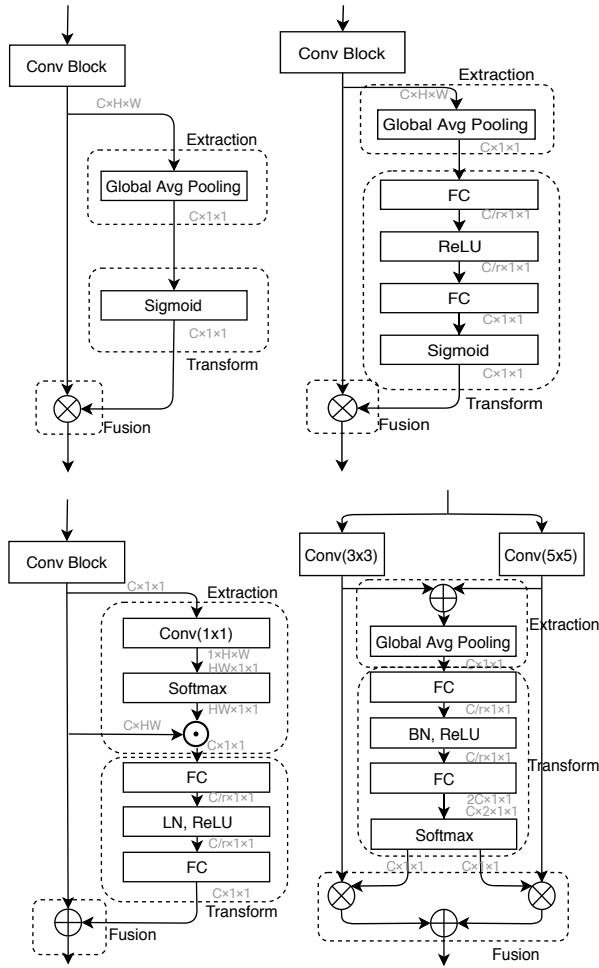 Conv Block
C×H×W
Extraction
Global Avg Pooling
C×1×1
Sigmoid
C×1×1
Transform
Fusion
Conv Block
Extraction
C×H×W
Global Avg Pooling
C×1×1
FC
C/r×1×1
ReLU
C/r×1×1
FC
C×1×1
Sigmoid
C×1×1
Transform
Fusion
Conv Block
C×1×1
Extraction
Conv(1x1)
1×H×W
HW×1×1
Softmax
HW×1×1
C×HW
C×1×1
FC
C/r×1×1
LN, ReLU
C/r×1×1
FC
C×1×1
Transform
Fusion
Conv(3x3)
Conv(5x5)
Extraction
Global Avg Pooling
C×1×1
FC
C/r×1×1
BN, ReLU
C/r×1×1
Transform
FC
2C×1×1
C×2×1×1
Softmax
C×1×1
C×1×1
Fusion